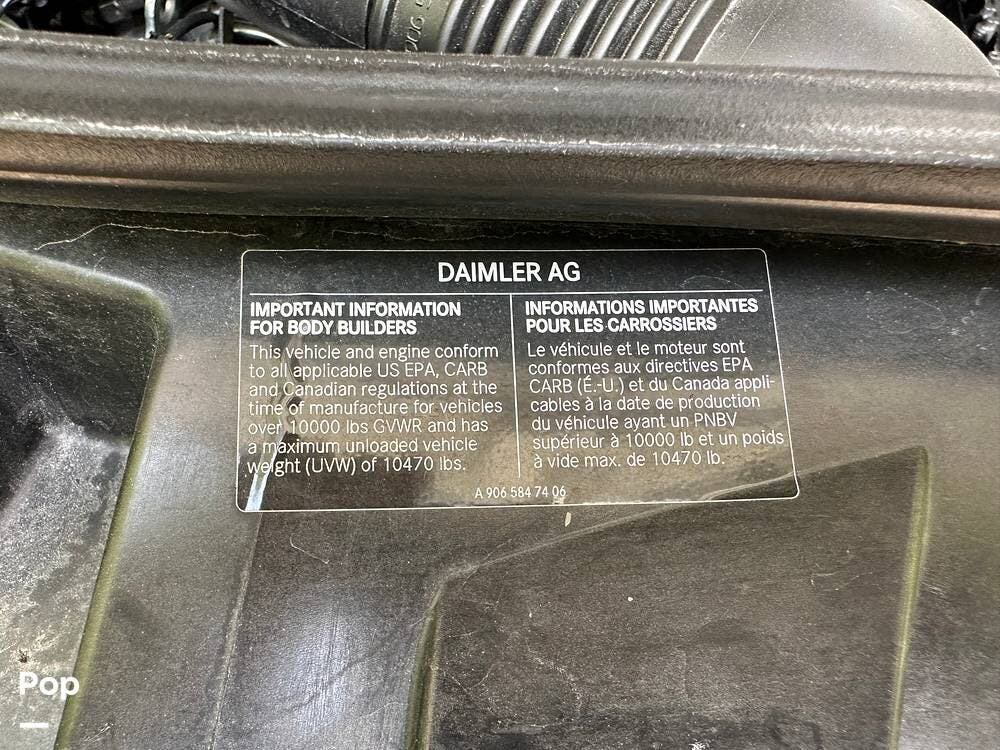 DAIMLER AG
IMPORTANT INFORMATION
FOR BODY BUILDERS
This vehicle and engine conform
to all applicable US EPA, CARB
and Canadian regulations at the
time of manufacture for vehicles
over 10000 lbs GVWR and has
a maximum unloaded vehicle
weight (UVW) of 10470 lbs.
INFORMATIONS IMPORTANTES
POUR LES CARROSSIERS
Le véhicule et le moteur sont
conformes aux directives EPA
CARB (É.-U.) et du Canada appli-
cables à la date de production
du véhicule ayant un PNBV
supérieur à 10000 lb et un poids
à vide max. de 10470 lb.
A 906 584 74 06
Pop